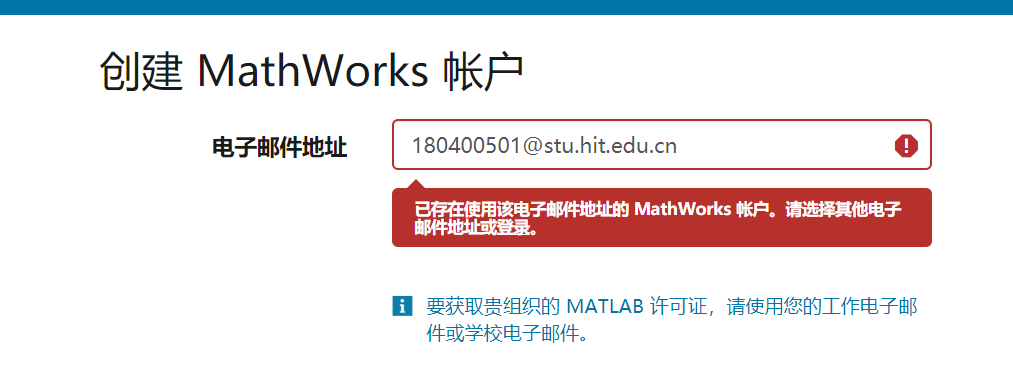 创建 MathWorks 帐户
电子邮件地址
180400501@stu.hit.edu.cn
已存在使用该电子邮件地址的 MathWorks 帐户。请选择其他电子
邮件地址或登录。
要获取贵组织的 MATLAB 许可证，请使用您的工作电子邮
件或学校电子邮件。